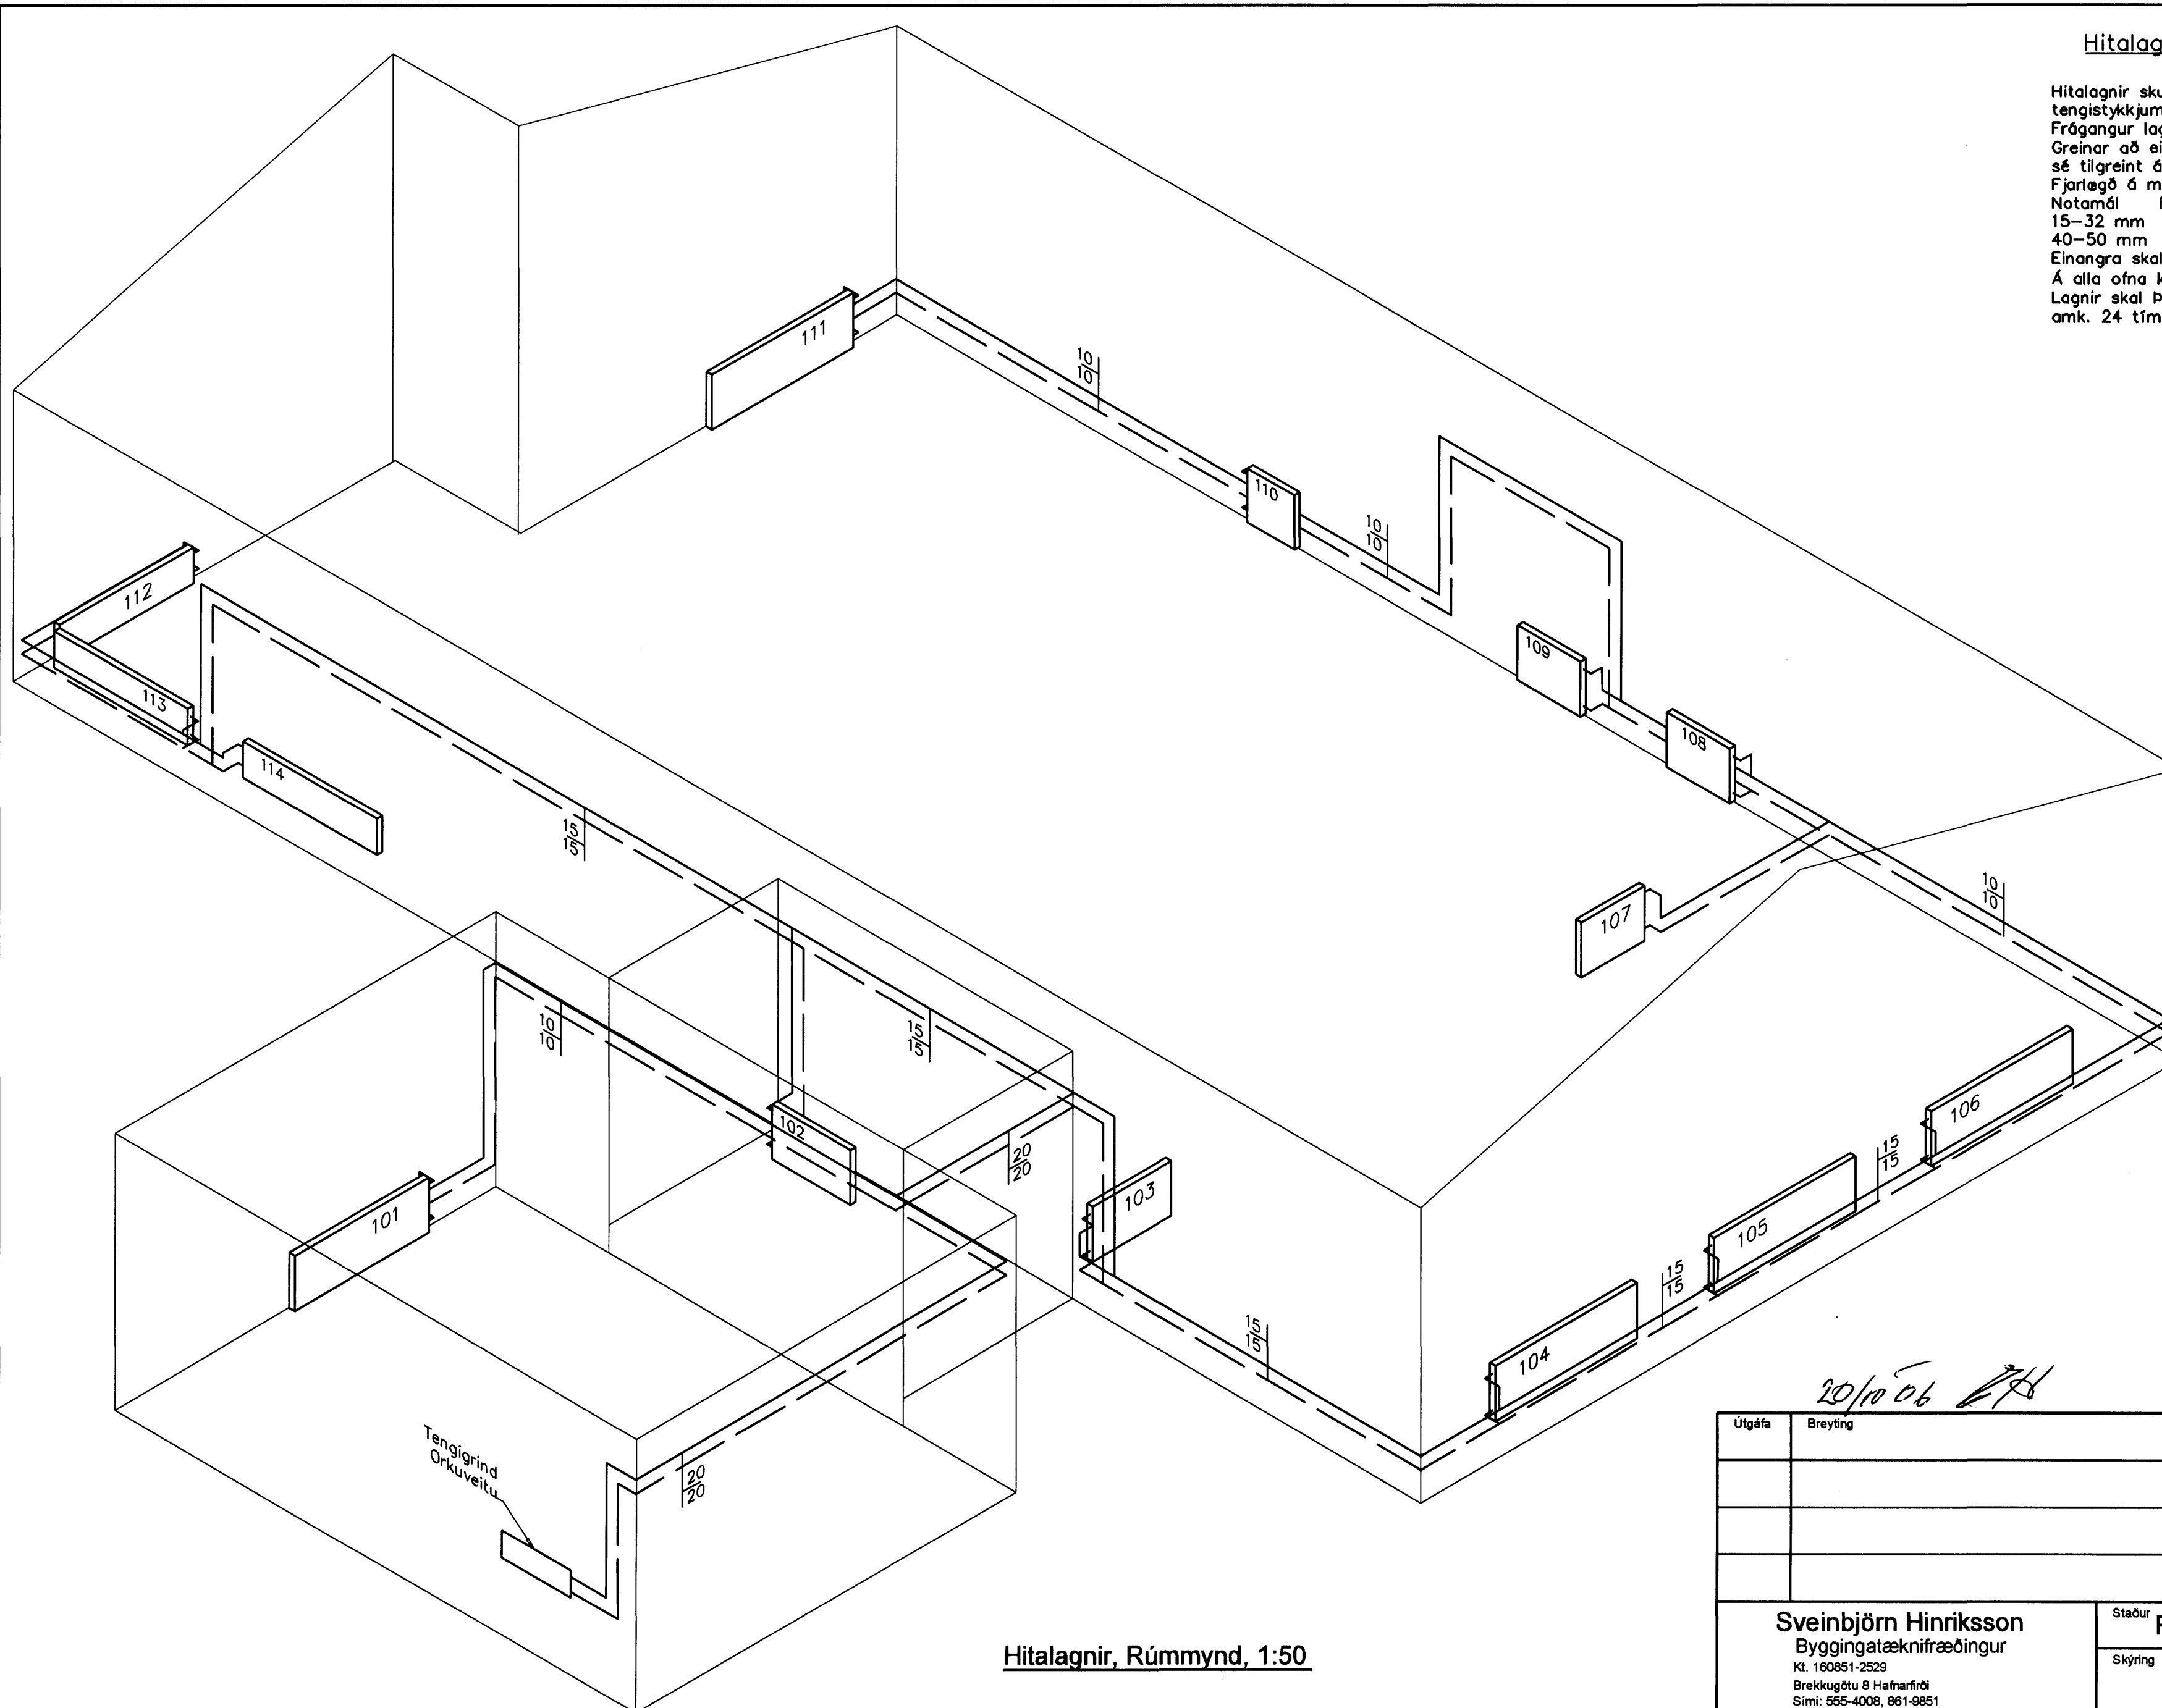 Hitalag
Hitalagnir sku
tengistykkjum
Frágangur lag
Greinar að ei
sé tilgreint á
Fjarlægð á m
Notamál
15-32 mm
40-50 mm
Einangra skal
Á alla ofna k
Lagnir skal Þ
amk. 24 tím
111
10
10
110
10
10
112
109
113
108
114
15
15
10
10
107
10
10
15
15
106
102
20
20
103
15
15
101
105
15
15
15
15
104
Tengigrind
Orkuveitu
20
20
20/10 06
Útgáfa Breyting
Sveinbjörn Hinriksson
Byggingatæknifræðingur
Kt. 160851-2529
Brekkugötu 8 Hafnarfirði
Sími: 555-4008, 861-9851
Staður
Skýring
Hitalagnir, Rúmmynd, 1:50